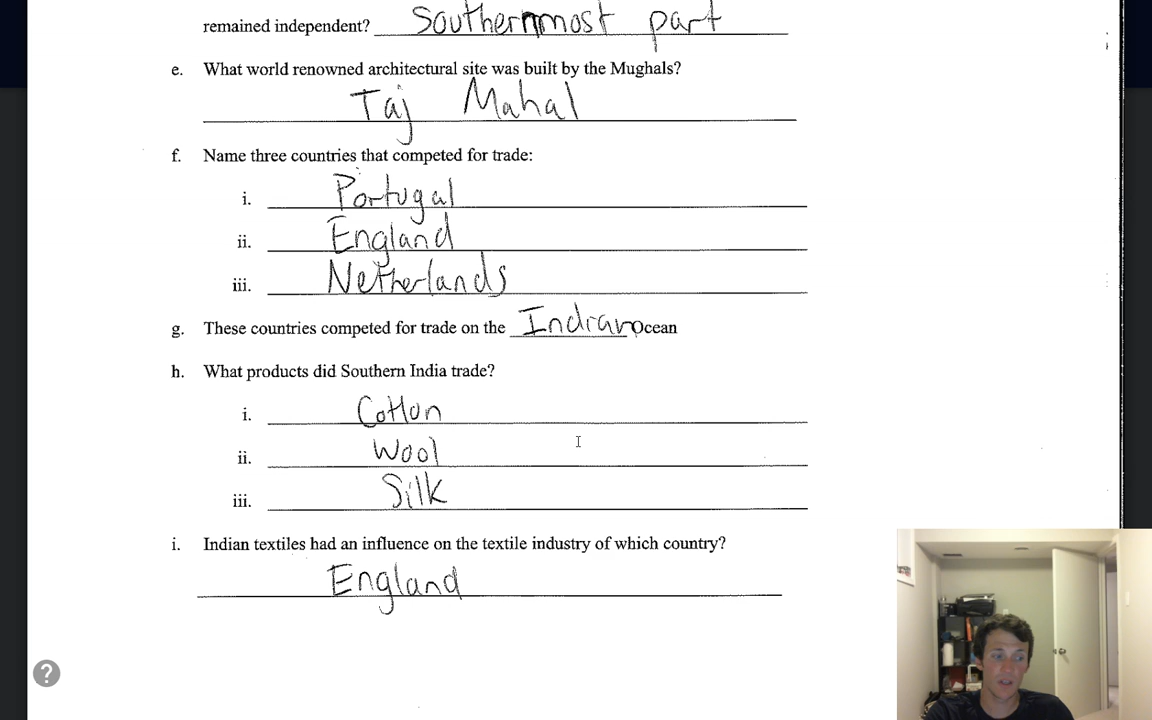 remained independent? Southernmost part
e. What world renowned architectural site was built by the Mughals?
Taj Mahal
f. Name three countries that competed for trade:
i. Portugal
ii. England
iii. Netherlands
g. These countries competed for trade on the Indian Ocean
h. What products did Southern India trade?
i. Cotton
ii. Wool
iii. Silk
i. Indian textiles had an influence on the textile industry of which country?
England
?